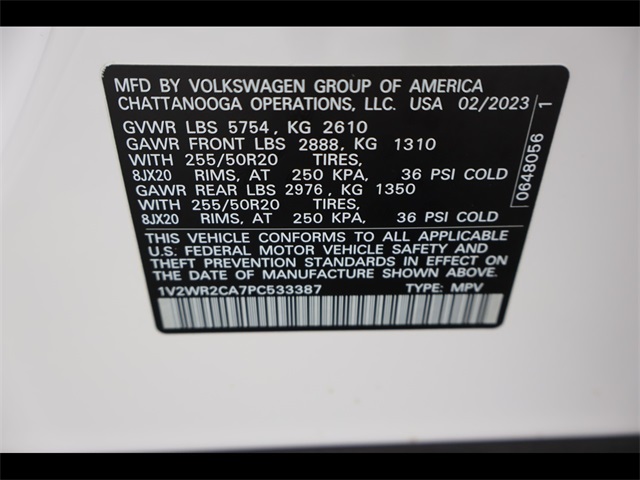 MFD BY VOLKSWAGEN GROUP OF AMERICA
CHATTANOOGA OPERATIONS, LLC. USA 02/2023
GVWR LBS 5754 , KG 2610
GAWR FRONT LBS 2888, KG 1310
WITH 255/50R20 TIRES,
8JX20 RIMS, AT 250 KPA, 36 PSI COLD
GAWR REAR LBS 2976 , KG 1350
WITH 255/50R20 TIRES,
8JX20 RIMS, AT 250 KPA, 36 PSI COLD
THIS VEHICLE CONFORMS TO ALL APPLICABLE
U.S. FEDERAL MOTOR VEHICLE SAFETY AND
THEFT PREVENTION STANDARDS IN EFFECT ON
THE DATE OF MANUFACTURE SHOWN ABOVE.
1V2WR2CA7PC533387 TYPE: MPV
0648056 1